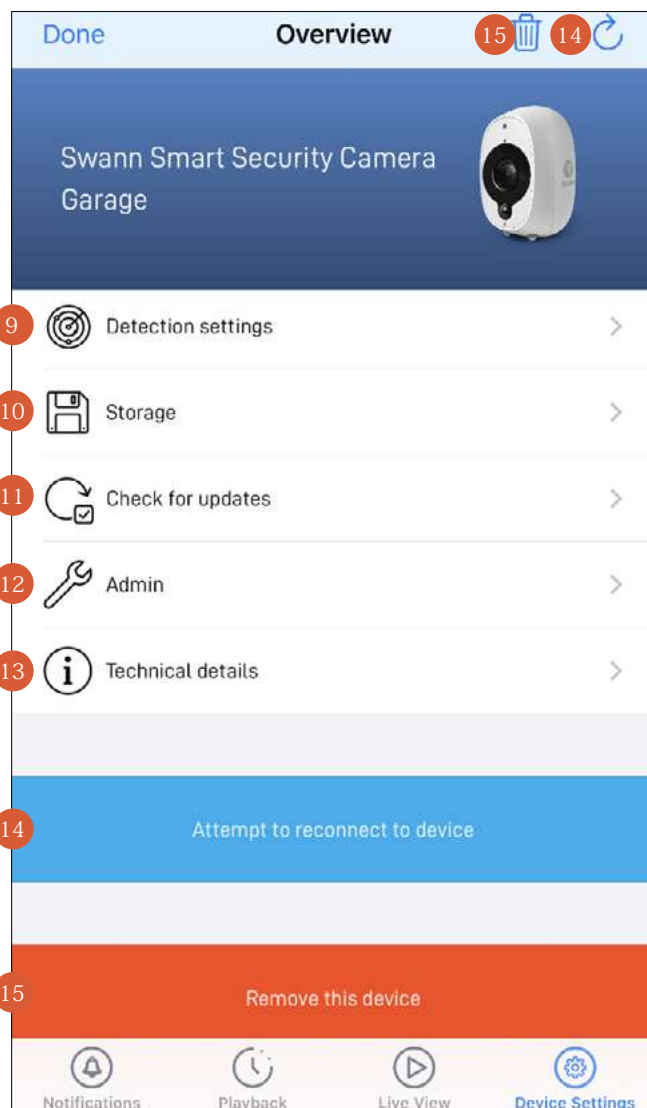 Done Overview 15 14
Swann Smart Security Camera
Garage
9 Detection settings
10 Storage
11 Check for updates
12 Admin
13 Technical details
14 Attempt to reconnect to device
15 Remove this device
Notifications Playback Live View Device Settings